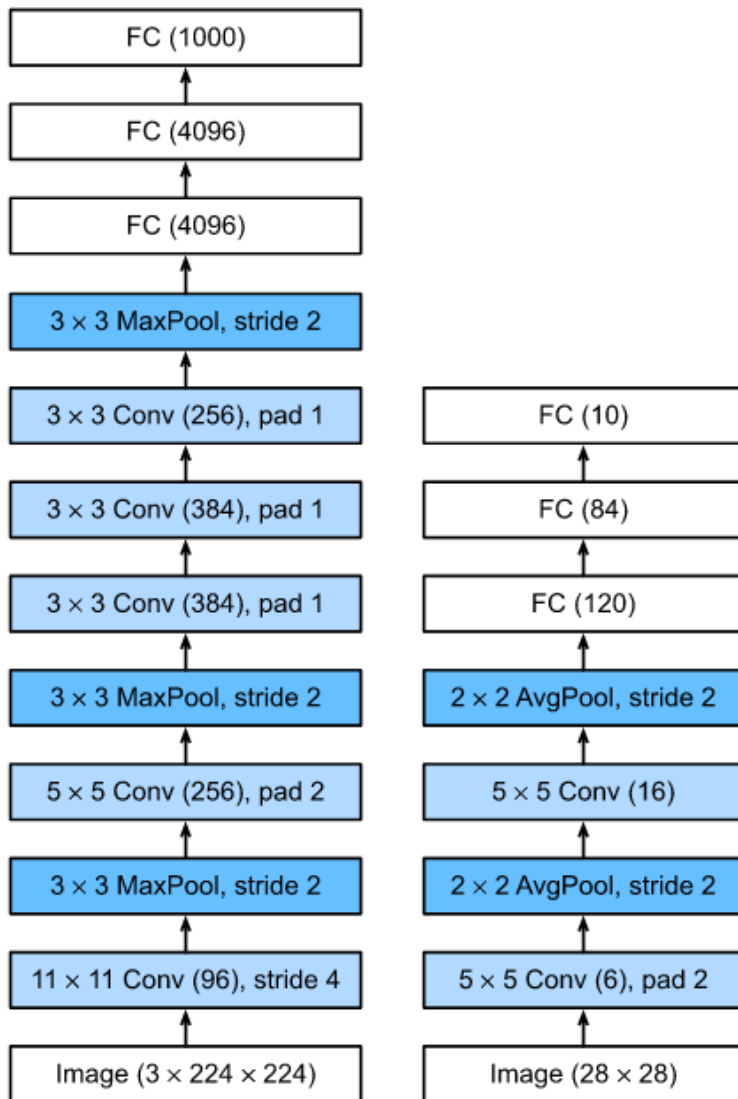 FC (1000)
FC (4096)
FC (4096)
3 × 3 MaxPool, stride 2
3 × 3 Conv (256), pad 1
3 × 3 Conv (384), pad 1
3 × 3 Conv (384), pad 1
3 × 3 MaxPool, stride 2
5 × 5 Conv (256), pad 2
3 × 3 MaxPool, stride 2
11 × 11 Conv (96), stride 4
Image (3 × 224 × 224)
FC (10)
FC (84)
FC (120)
2 × 2 AvgPool, stride 2
5 × 5 Conv (16)
2 × 2 AvgPool, stride 2
5 × 5 Conv (6), pad 2
Image (28 × 28)